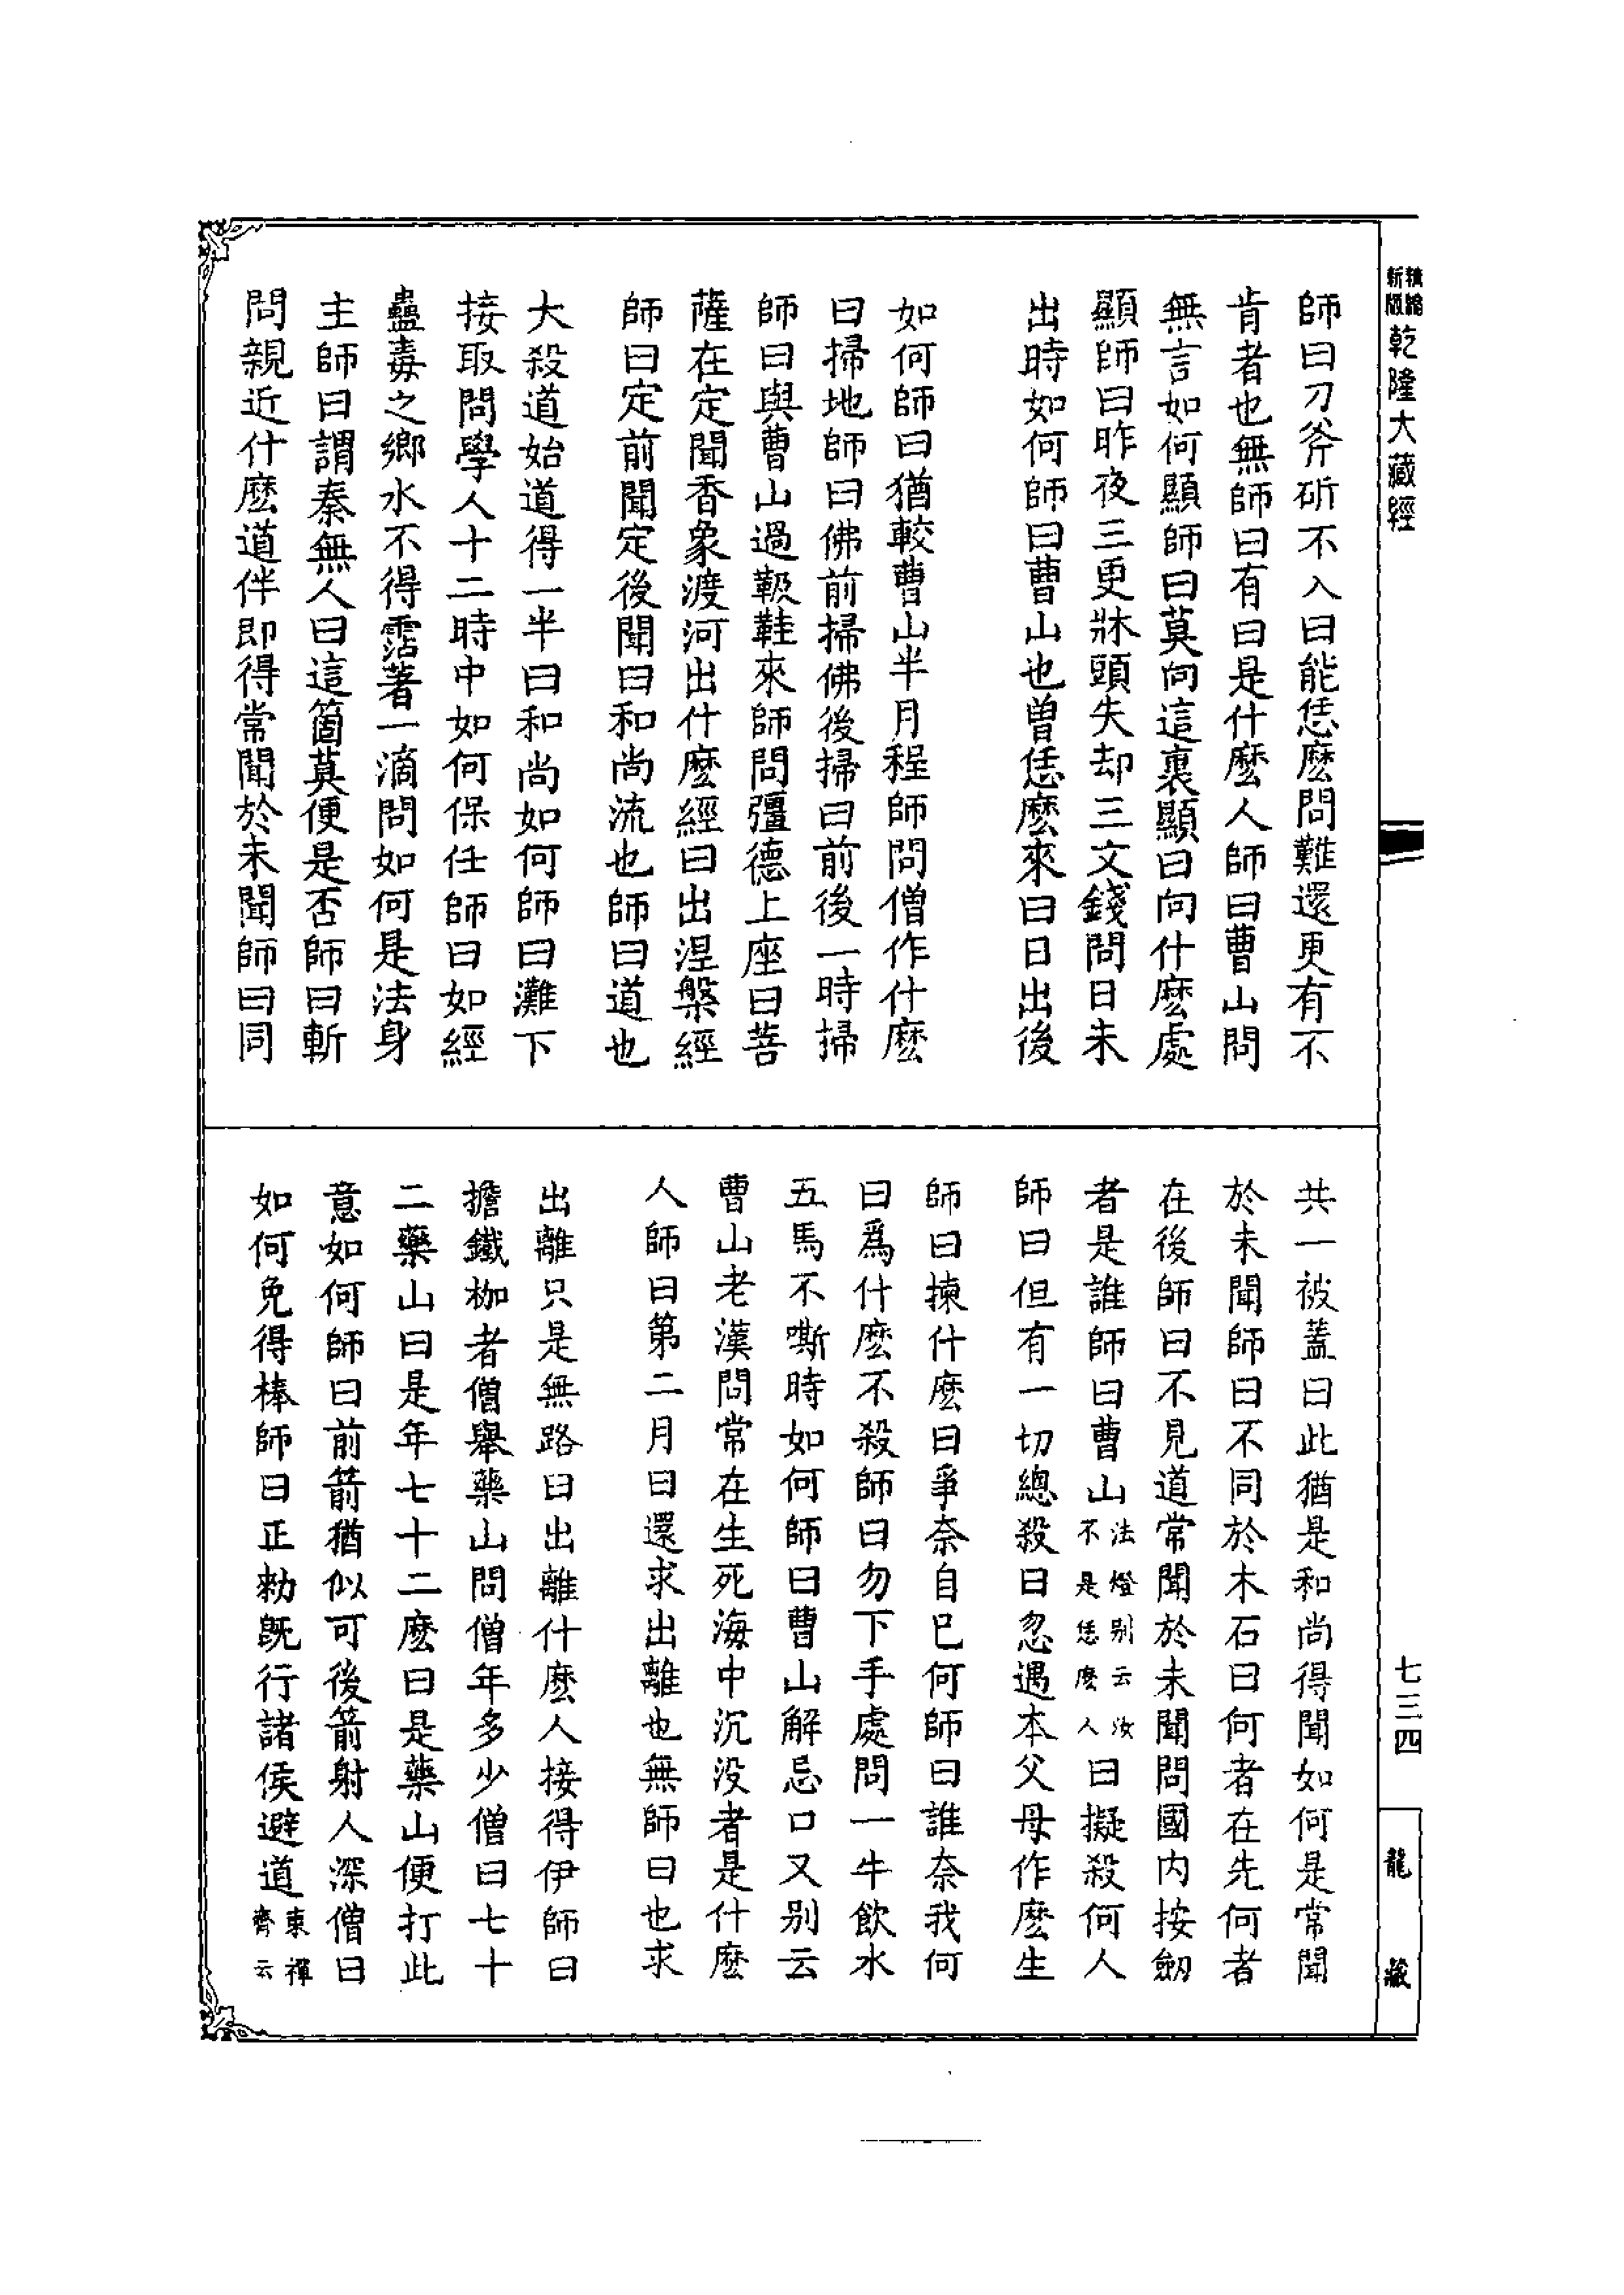 精縮
新版
乾隆大藏經
師曰刀斧斫不入曰能恁麽問難還更有不
肯者也無師曰有曰是什麽人師曰曹山問
無言如何顯師曰莫向這裏顯曰向什麽處
顯師曰昨夜三更牀頭失却三文錢問日未
出時如何師曰曹山也曾恁麽來曰日出後
如何師曰猶較曹山半月程師問僧作什麽
曰掃地師曰佛前掃佛後掃曰前後一時掃
師曰與曹山過靸鞋來師問彊德上座曰菩
薩在定聞香象渡河出什麽經曰出涅槃經
師曰定前聞定後聞曰和尚流也師曰道也
大殺道始道得一半曰和尚如何師曰灘下
接取問學人十二時中如何保任師曰如經
蠱毒之鄉水不得霑著一滴問如何是法身
主師曰謂秦無人曰這箇莫便是否師曰斬
問親近什麽道伴即得常聞於未聞師曰同
共一被蓋曰此猶是和尚得聞如何是常聞
於未聞師曰不同於木石曰何者在先何者
在後師曰不見道常聞於未聞問國內按劒
者是誰師曰曹山法燈别云汝不是恁麽人曰擬殺何人
師曰但有一切總殺曰忽遇本父母作麽生
師曰揀什麽曰爭奈自己何師曰誰奈我何
曰爲什麽不殺師曰勿下手處問一牛飲水
五馬不嘶時如何師曰曹山解忌口又别云
曹山老漢問常在生死海中沉没者是什麽
人師曰第二月曰還求出離也無師曰也求
出離只是無路曰出離什麽人接得伊師曰
擔鐵枷者僧舉藥山問僧年多少僧曰七十
二藥山曰是年七十二麽曰是藥山便打此
意如何師曰前箭猶似可後箭射人深僧曰
如何免得棒師曰正勑旣行諸侯避道東禪齊云
七三四
龍藏